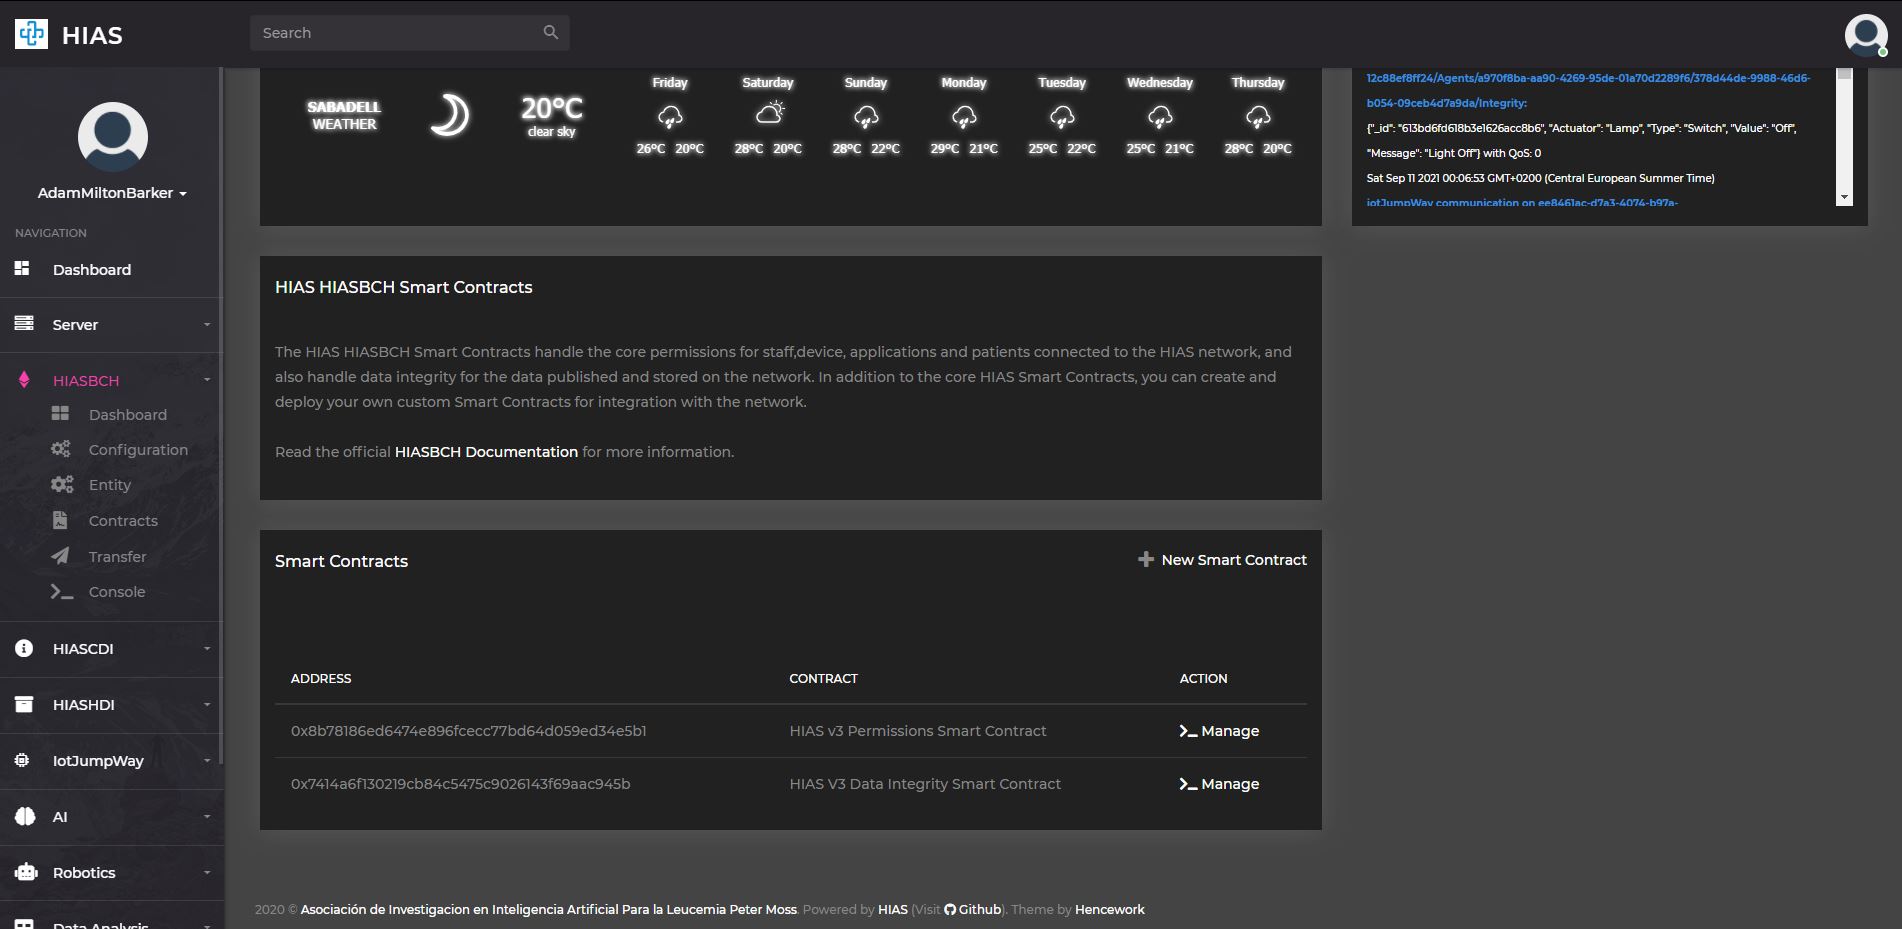 HIAS
Search
AdamMiltonBarker
NAVIGATION
Dashboard
Server
HIASBCH
Dashboard
Configuration
Entity
Contracts
Transfer
Console
HIASCDI
HIASHDI
IotJumpWay
AI
Robotics
Data Analysis
SABADELL
WEATHER
20°C
clear sky
Friday Saturday Sunday Monday Tuesday Wednesday Thursday
26°C 20°C 28°C 20°C 28°C 22°C 29°C 21°C 25°C 22°C 25°C 21°C 28°C 20°C
12c88ef8ff24/Agents/a970f8ba-aa90-4269-95de-01a70d2289f6/378d44de-9988-46d6-
b054-09ceb4d7a9da/Integrity:
{"_id": "613bd6fd618b3e1626acc8b6", "Actuator": "Lamp", "Type": "Switch", "Value": "Off",
"Message": "Light Off"} with QoS: 0
Sat Sep 11 2021 00:06:53 GMT+0200 (Central European Summer Time)
iotJumpWay communication on ee8461ac-d7a3-4074-b97a-
HIAS HIASBCH Smart Contracts
The HIAS HIASBCH Smart Contracts handle the core permissions for staff,device, applications and patients connected to the HIAS network, and
also handle data integrity for the data published and stored on the network. In addition to the core HIAS Smart Contracts, you can create and
deploy your own custom Smart Contracts for integration with the network.
Read the official HIASBCH Documentation for more information.
Smart Contracts
New Smart Contract
ADDRESS CONTRACT ACTION
0x8b78186ed6474e896fcecc77bd64d059ed34e5b1 HIAS v3 Permissions Smart Contract Manage
0x7414a6f130219cb84c5475c9026143f69aac945b HIAS V3 Data Integrity Smart Contract Manage
2020 © Asociación de Investigacion en Inteligencia Artificial Para la Leucemia Peter Moss. Powered by HIAS (Visit Github). Theme by Hencework